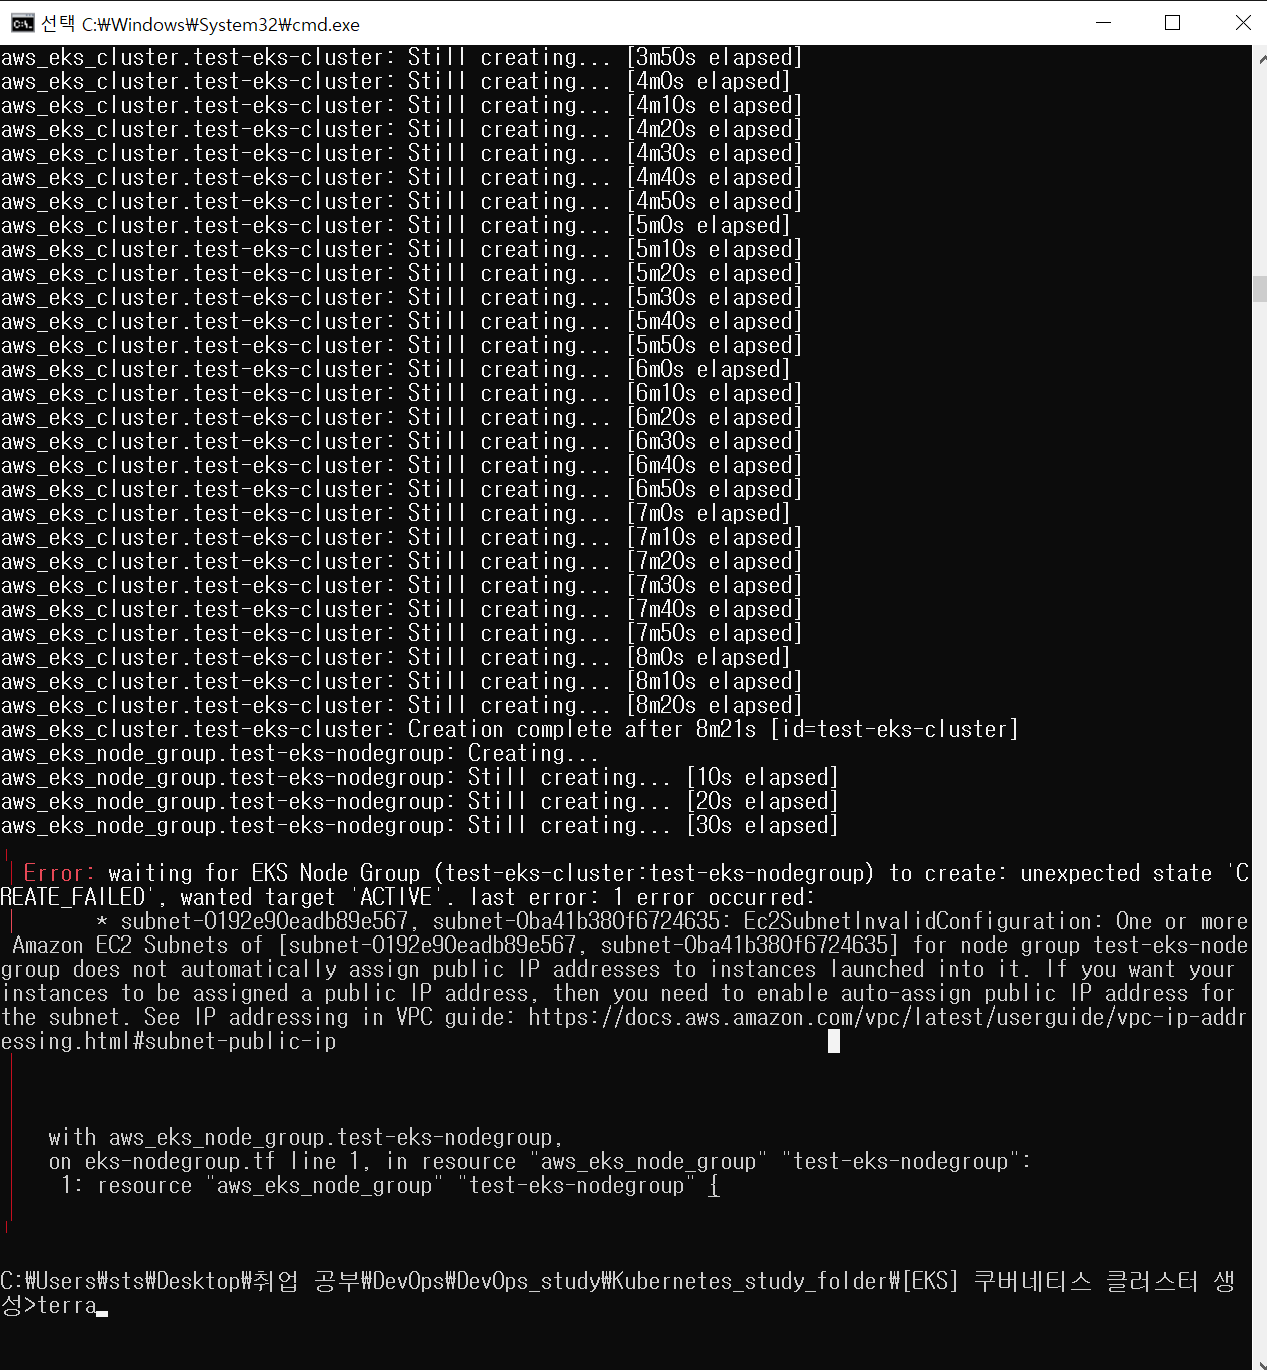 선택 C:\Windows\System32\cmd.exe
aws_eks_cluster.test-eks-cluster: Still creating... [3m50s elapsed]
aws_eks_cluster.test-eks-cluster: Still creating... [4m0s elapsed]
aws_eks_cluster.test-eks-cluster: Still creating... [4m10s elapsed]
aws_eks_cluster.test-eks-cluster: Still creating... [4m20s elapsed]
aws_eks_cluster.test-eks-cluster: Still creating... [4m30s elapsed]
aws_eks_cluster.test-eks-cluster: Still creating... [4m40s elapsed]
aws_eks_cluster.test-eks-cluster: Still creating... [4m50s elapsed]
aws_eks_cluster.test-eks-cluster: Still creating... [5m0s elapsed]
aws_eks_cluster.test-eks-cluster: Still creating... [5m10s elapsed]
aws_eks_cluster.test-eks-cluster: Still creating... [5m20s elapsed]
aws_eks_cluster.test-eks-cluster: Still creating... [5m30s elapsed]
aws_eks_cluster.test-eks-cluster: Still creating... [5m40s elapsed]
aws_eks_cluster.test-eks-cluster: Still creating... [5m50s elapsed]
aws_eks_cluster.test-eks-cluster: Still creating... [6m0s elapsed]
aws_eks_cluster.test-eks-cluster: Still creating... [6m10s elapsed]
aws_eks_cluster.test-eks-cluster: Still creating... [6m20s elapsed]
aws_eks_cluster.test-eks-cluster: Still creating... [6m30s elapsed]
aws_eks_cluster.test-eks-cluster: Still creating... [6m40s elapsed]
aws_eks_cluster.test-eks-cluster: Still creating... [6m50s elapsed]
aws_eks_cluster.test-eks-cluster: Still creating... [7m0s elapsed]
aws_eks_cluster.test-eks-cluster: Still creating... [7m10s elapsed]
aws_eks_cluster.test-eks-cluster: Still creating... [7m20s elapsed]
aws_eks_cluster.test-eks-cluster: Still creating... [7m30s elapsed]
aws_eks_cluster.test-eks-cluster: Still creating... [7m40s elapsed]
aws_eks_cluster.test-eks-cluster: Still creating... [7m50s elapsed]
aws_eks_cluster.test-eks-cluster: Still creating... [8m0s elapsed]
aws_eks_cluster.test-eks-cluster: Still creating... [8m10s elapsed]
aws_eks_cluster.test-eks-cluster: Still creating... [8m20s elapsed]
aws_eks_cluster.test-eks-cluster: Creation complete after 8m21s [id=test-eks-cluster]
aws_eks_node_group.test-eks-nodegroup: Creating...
aws_eks_node_group.test-eks-nodegroup: Still creating... [10s elapsed]
aws_eks_node_group.test-eks-nodegroup: Still creating... [20s elapsed]
aws_eks_node_group.test-eks-nodegroup: Still creating... [30s elapsed]
Error: waiting for EKS Node Group (test-eks-cluster:test-eks-nodegroup) to create: unexpected state 'C
REATE_FAILED', wanted target 'ACTIVE'. last error: 1 error occurred:
* subnet-0192e90eadb89e567, subnet-0ba41b380f6724635: Ec2SubnetInvalidConfiguration: One or more
Amazon EC2 Subnets of [subnet-0192e90eadb89e567, subnet-0ba41b380f6724635] for node group test-eks-node
group does not automatically assign public IP addresses to instances launched into it. If you want your
instances to be assigned a public IP address, then you need to enable auto-assign public IP address for
the subnet. See IP addressing in VPC guide: https://docs.aws.amazon.com/vpc/latest/userguide/vpc-ip-addr
essing.html#subnet-public-ip
with aws_eks_node_group.test-eks-nodegroup,
on eks-nodegroup.tf line 1, in resource "aws_eks_node_group" "test-eks-nodegroup":
1: resource "aws_eks_node_group" "test-eks-nodegroup" {
C:\Users\sts\Desktop\취업 공부\DevOps\DevOps_study\Kubernetes_study_folder\[EKS] 쿠버네티스 클러스터 생
성>terra